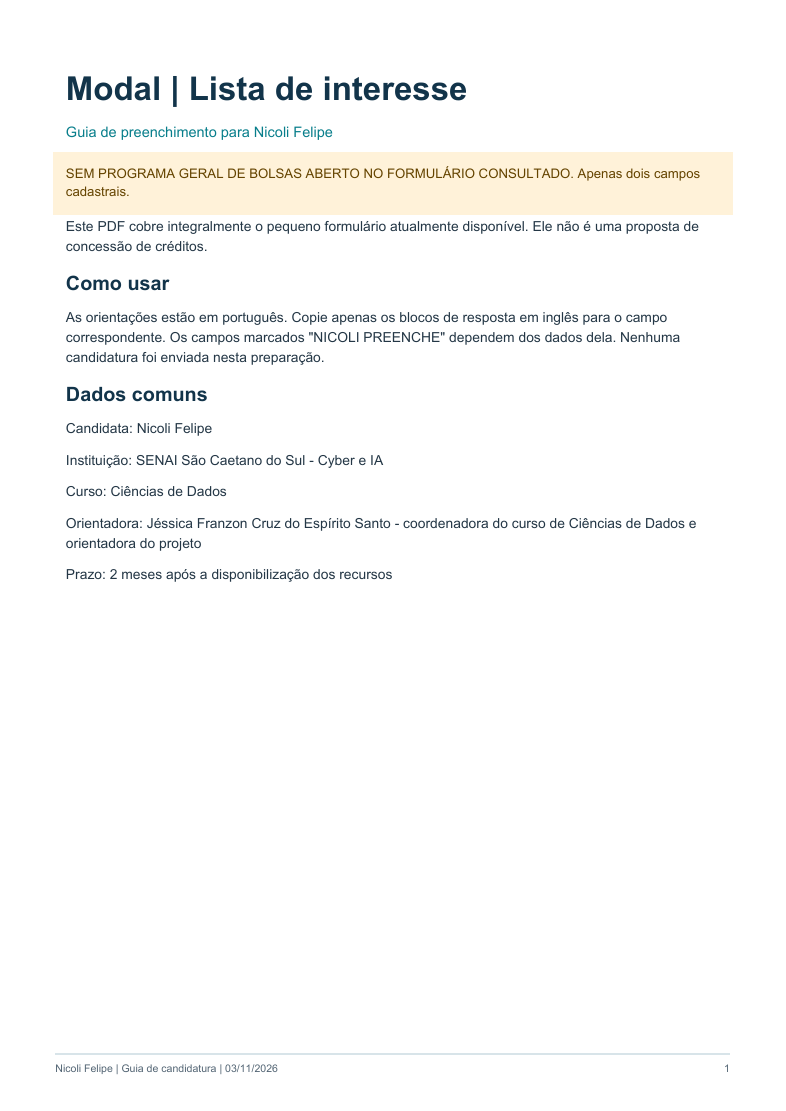 Modal | Lista de interesse
Guia de preenchimento para Nicoli Felipe
SEM PROGRAMA GERAL DE BOLSAS ABERTO NO FORMULÁRIO CONSULTADO. Apenas dois campos
cadastrais.
Este PDF cobre integralmente o pequeno formulário atualmente disponível. Ele não é uma proposta de
concessão de créditos.
Como usar
As orientações estão em português. Copie apenas os blocos de resposta em inglês para o campo
correspondente. Os campos marcados "NICOLI PREENCHE" dependem dos dados dela. Nenhuma
candidatura foi enviada nesta preparação.
Dados comuns
Candidata: Nicoli Felipe
Instituição: SENAI São Caetano do Sul - Cyber e IA
Curso: Ciências de Dados
Orientadora: Jéssica Franzon Cruz do Espírito Santo - coordenadora do curso de Ciências de Dados e
orientadora do projeto
Prazo: 2 meses após a disponibilização dos recursos
Nicoli Felipe | Guia de candidatura | 03/11/2026
1